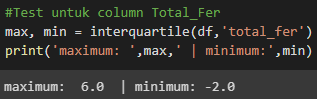 #Test untuk column Total_Fer
max, min = interquartile(df,'total_fer')
print('maximum: ',max,' | minimum:',min)
maximum:  6.0  | minimum: -2.0